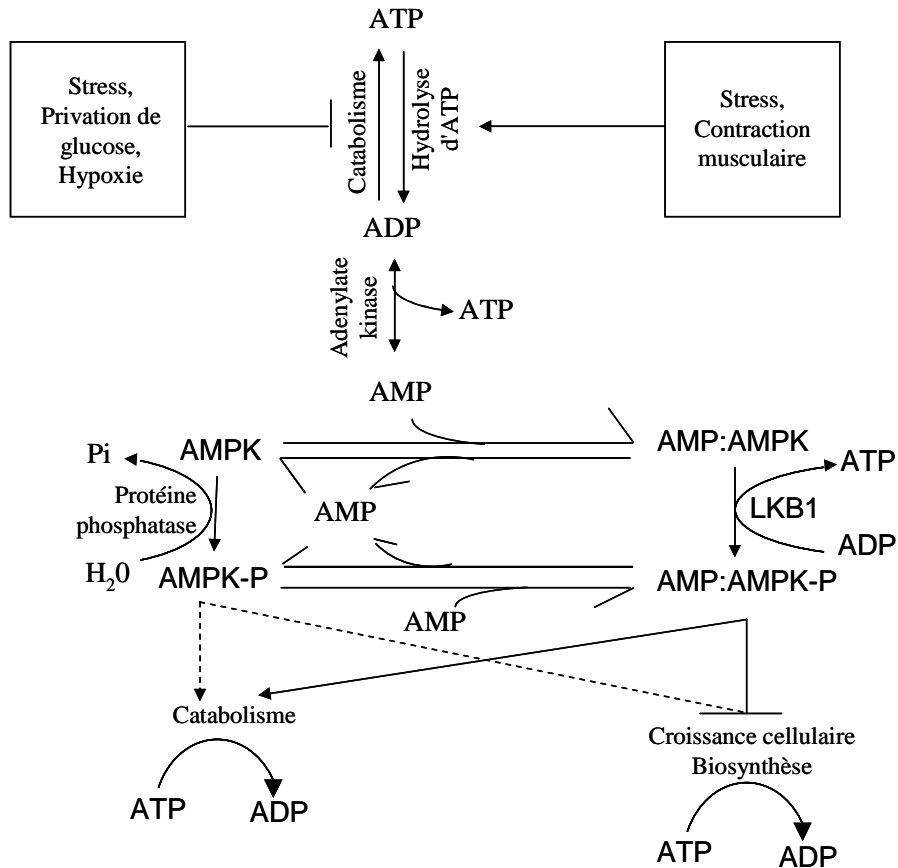 ATP
Stress,
Privation de
glucose,
Hypoxie
Catabolisme
Hydrolyse
d'ATP
Stress,
Contraction
musculaire
ADP
Adenylate
kinase
ATP
AMP
AMPK
AMP:AMPK
Pi
ATP
Protéine
phosphatase
AMP
LKB1
ADP
H₂0
AMPK-P
AMP:AMPK-P
AMP
Catabolisme
Croissance cellulaire
Biosynthèse
ATP
ADP
ATP
ADP